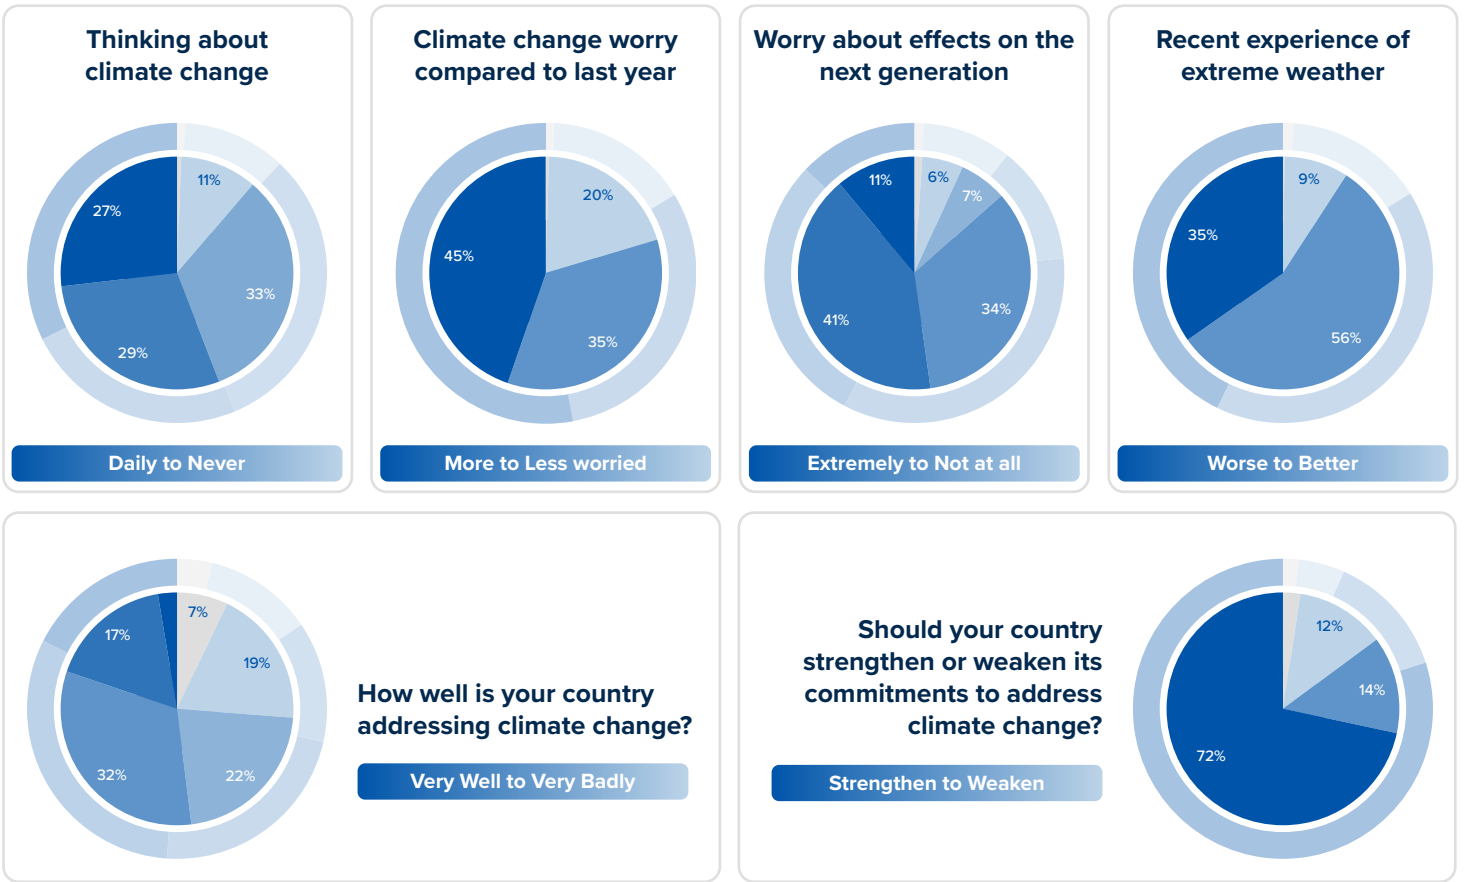 Thinking about
climate change
11%
27%
33%
29%
Daily to Never
Climate change worry
compared to last year
20%
45%
35%
More to Less worried
Worry about effects on the
next generation
11%
6%
7%
34%
41%
Extremely to Not at all
Recent experience of
extreme weather
9%
35%
56%
Worse to Better
7%
17%
19%
32%
22%
How well is your country
addressing climate change?
Very Well to Very Badly
Should your country
strengthen or weaken its
commitments to address
climate change?
Strengthen to Weaken
12%
14%
72%